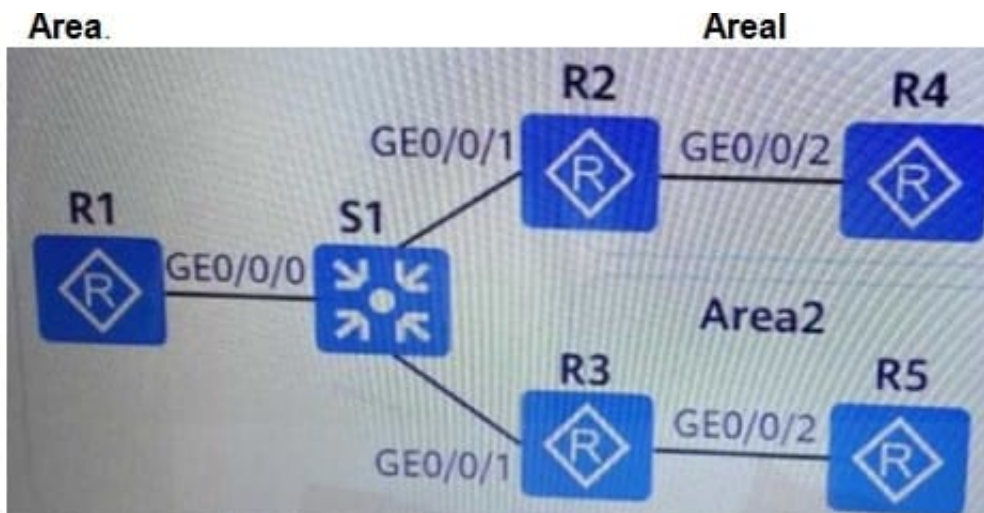 Area.
Areal
R2
R4
GE0/0/1
GE0/0/2
R
R
R1
S1
GE0/0/0
R
Area2
R3
R5
GE0/0/2
GE0/0/1
R
R